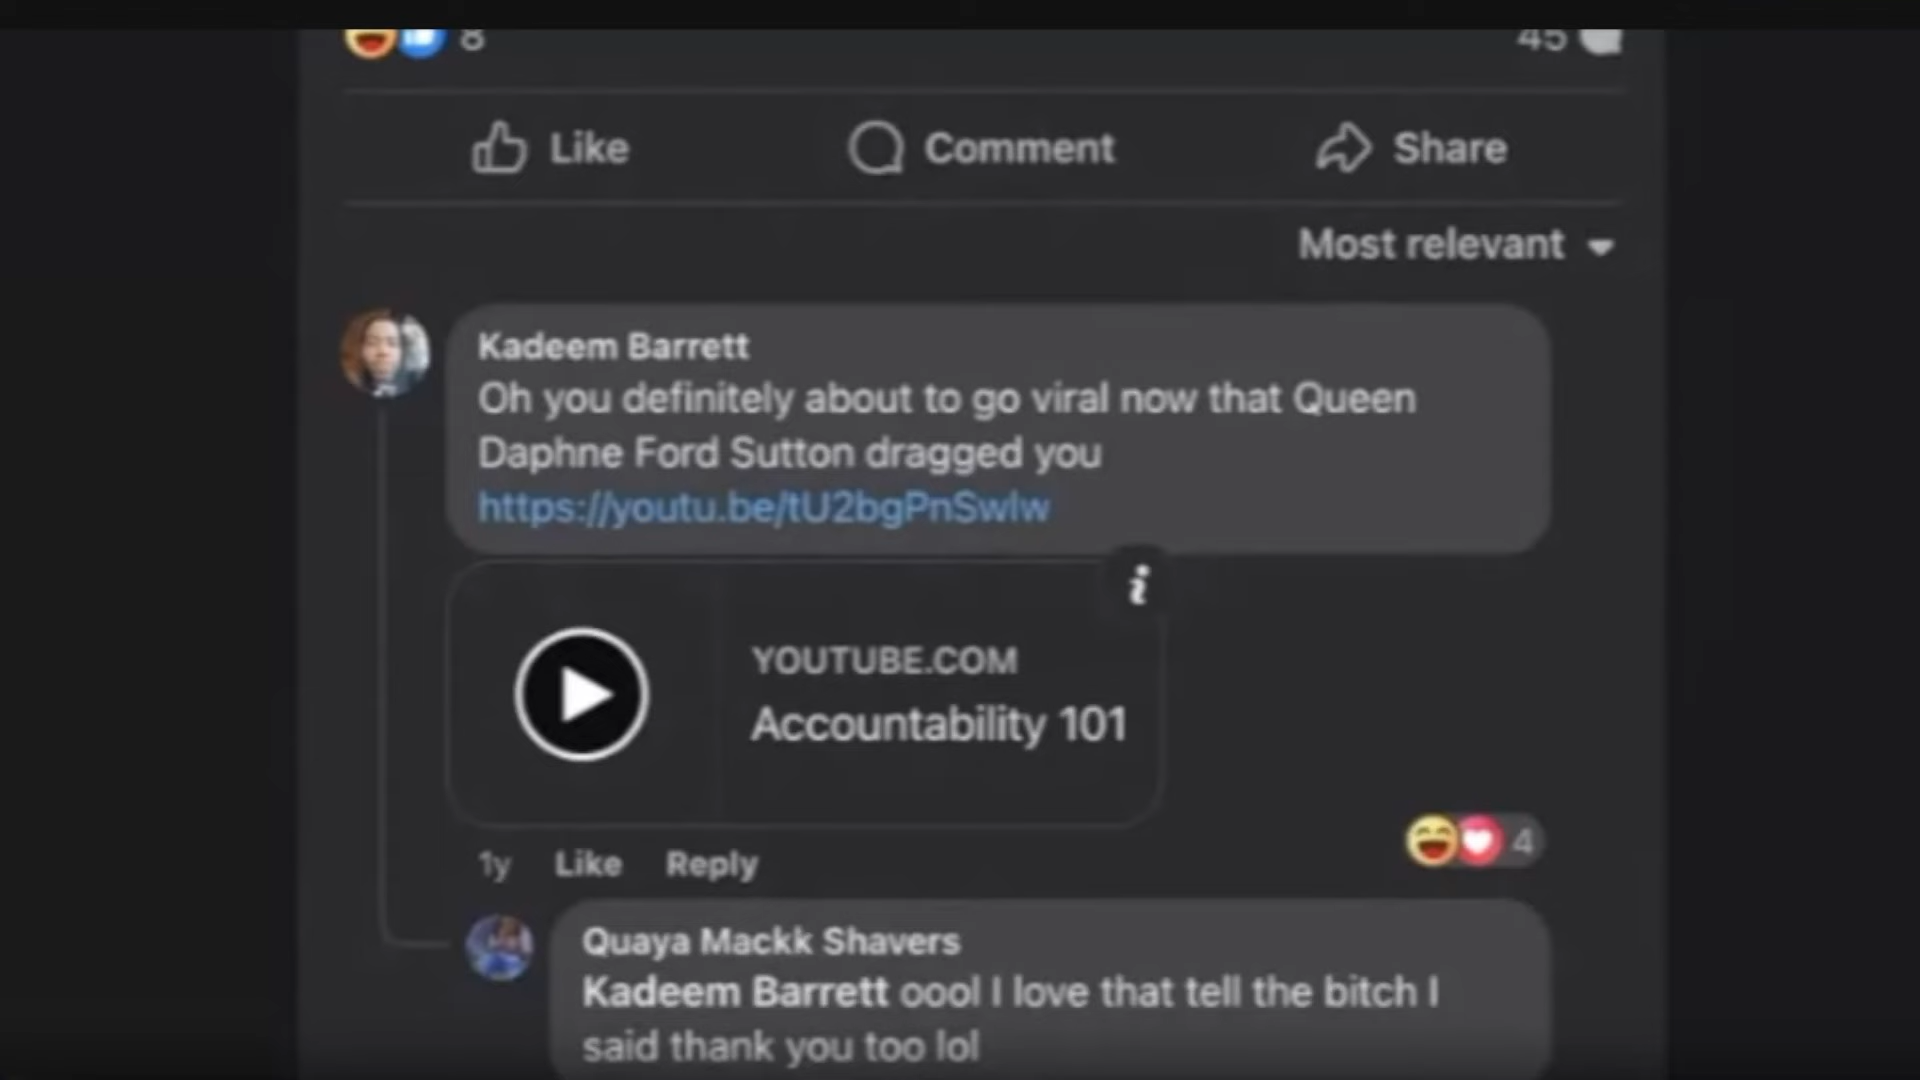 8
45
Like
Comment
Share
Most relevant
Kadeem Barrett
Oh you definitely about to go viral now that Queen
Daphne Ford Sutton dragged you
https://youtu.be/tU2bgPnSwlw
YOUTUBE.COM
Accountability 101
1y Like Reply
4
Quaya Mackk Shavers
Kadeem Barrett oool I love that tell the bitch I
said thank you too lol